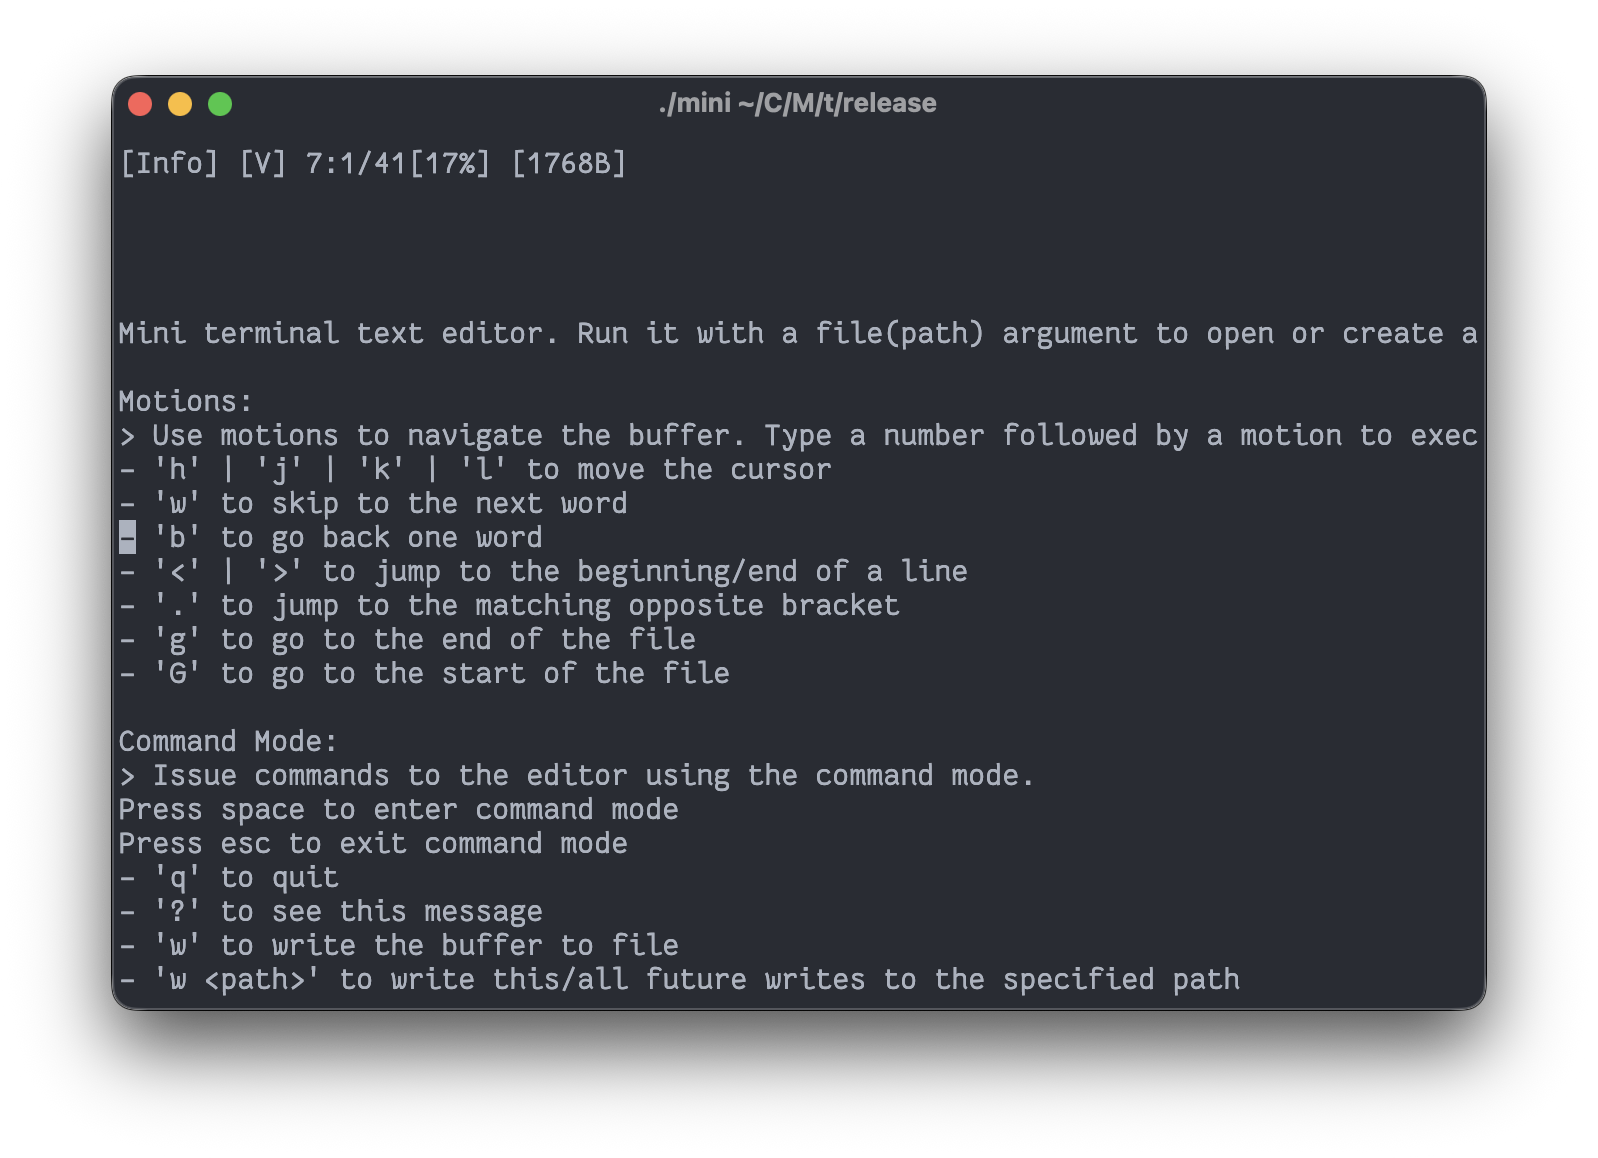 ./mini ~/C/M/t/release
[Info] [V] 7:1/41[17%] [1768B]
Mini terminal text editor. Run it with a file(path) argument to open or create a
Motions:
> Use motions to navigate the buffer. Type a number followed by a motion to exec
- 'h' | 'j' | 'k' | 'l' to move the cursor
- 'w' to skip to the next word
- 'b' to go back one word
- '<' | '>' to jump to the beginning/end of a line
- '.' to jump to the matching opposite bracket
- 'g' to go to the end of the file
- 'G' to go to the start of the file
Command Mode:
> Issue commands to the editor using the command mode.
Press space to enter command mode
Press esc to exit command mode
- 'q' to quit
- '?' to see this message
- 'w' to write the buffer to file
- 'w <path>' to write this/all future writes to the specified path